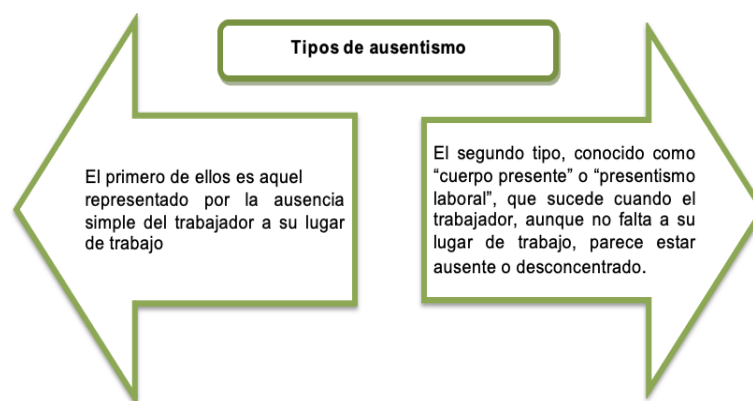 Tipos de ausentismo
El primero de ellos es aquel
representado por la ausencia
simple del trabajador a su lugar
de trabajo
El segundo tipo, conocido como
“cuerpo presente” o “presentismo
laboral”, que sucede cuando el
trabajador, aunque no falta a su
lugar de trabajo, parece estar
ausente o desconcentrado.